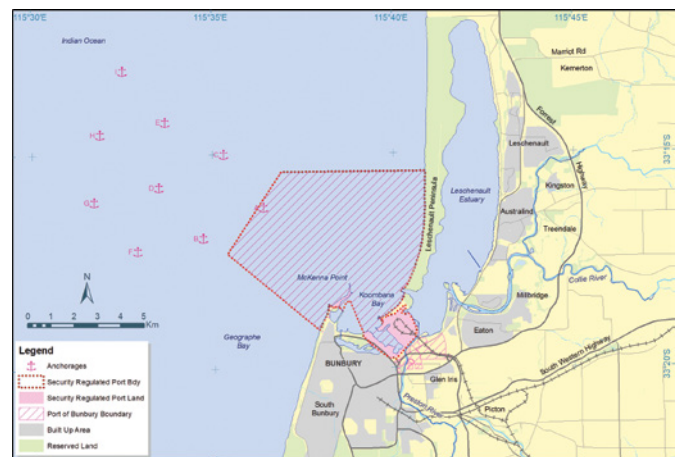 115°30'E
115°35'E
115°40'E
115°45'E
Indian Ocean
Marriot Rd
Kemerton
Forrest
Highway
Leschenault
33°15'S
Kingston
E
H
K
D
G
B
F
Leschenault
Estuary
Leschenault Peninsula
Australind
Treendale
McKenna Point
Koombana
Bay
Collie River
Millbridge
N
0 1 2 3 4 5
Km
Eaton
Geographe
Bay
South Western Highway
33°20'S
BUNBURY
Glen Iris
Preston River
Picton
South
Bunbury
Legend
Anchorages
Security Regulated Port Bdy
Security Regulated Port Land
Port of Bunbury Boundary
Built Up Area
Reserved Land